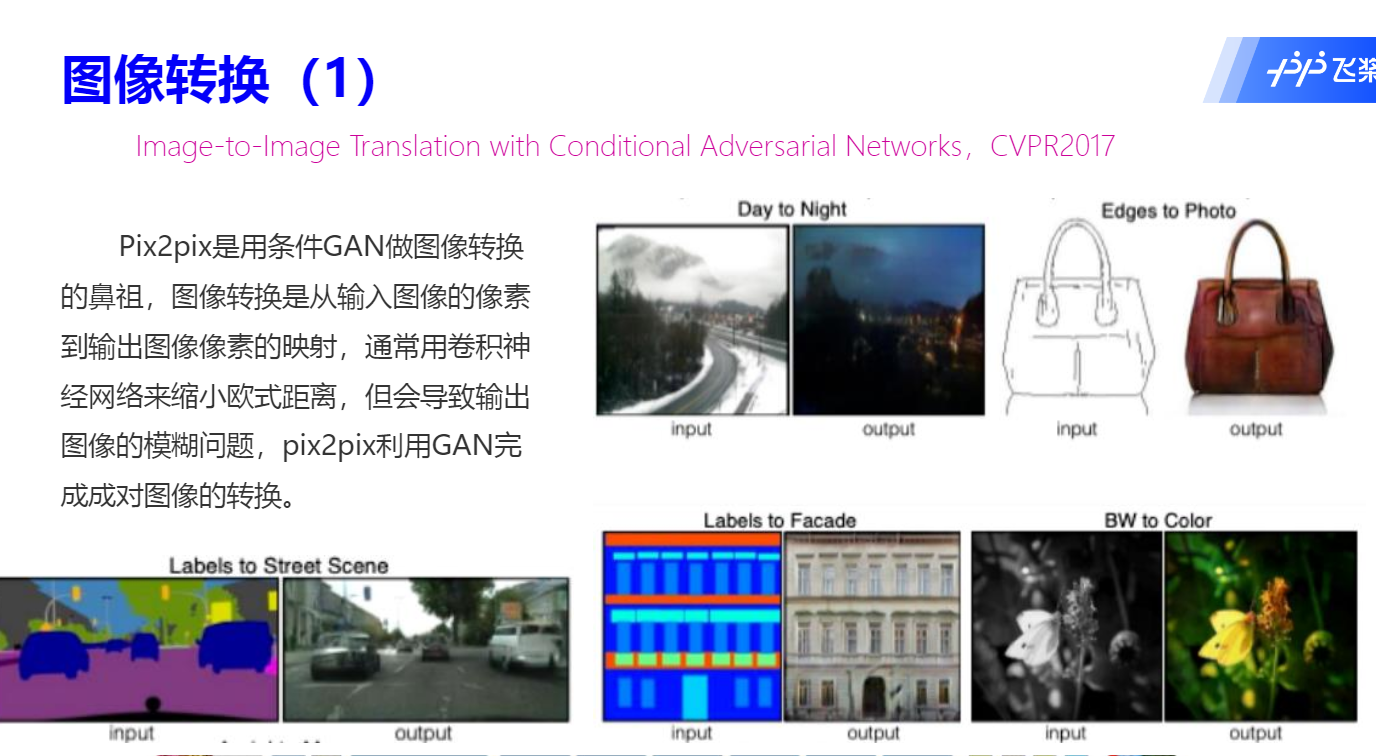 图像转换（1）
飞桨
Image-to-Image Translation with Conditional Adversarial Networks，CVPR2017
Pix2pix是用条件GAN做图像转换
的鼻祖，图像转换是从输入图像的像素
到输出图像像素的映射，通常用卷积神
经网络来缩小欧式距离，但会导致输出
图像的模糊问题，pix2pix利用GAN完
成成对图像的转换。
Day to Night
input
output
Edges to Photo
input
output
Labels to Street Scene
input
output
Labels to Facade
input
output
BW to Color
input
output